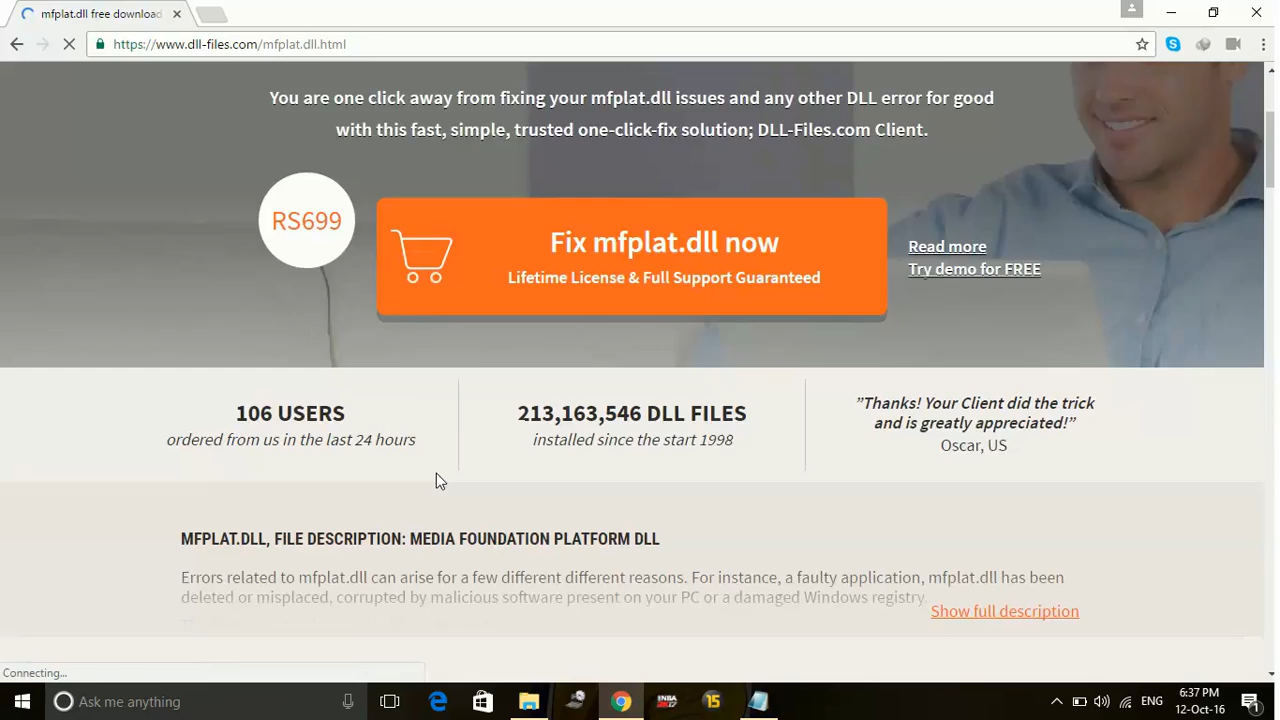 mfplat.dll free download
https://www.dll-files.com/mfplat.dll.html
You are one click away from fixing your mfplat.dll issues and any other DLL error for good
with this fast, simple, trusted one-click-fix solution; DLL-Files.com Client.
RS699
Fix mfplat.dll now
Lifetime License & Full Support Guaranteed
Read more
Try demo for FREE
106 USERS
ordered from us in the last 24 hours
213,163,546 DLL FILES
installed since the start 1998
"Thanks! Your Client did the trick
and is greatly appreciated!"
Oscar, US
MFPLAT.DLL, FILE DESCRIPTION: MEDIA FOUNDATION PLATFORM DLL
Errors related to mfplat.dll can arise for a few different different reasons. For instance, a faulty application, mfplat.dll has been
deleted or misplaced, corrupted by malicious software present on your PC or a damaged Windows registry.
Show full description
Connecting...
Ask me anything
2K17
15
ENG
6:37 PM
12-Oct-16
1